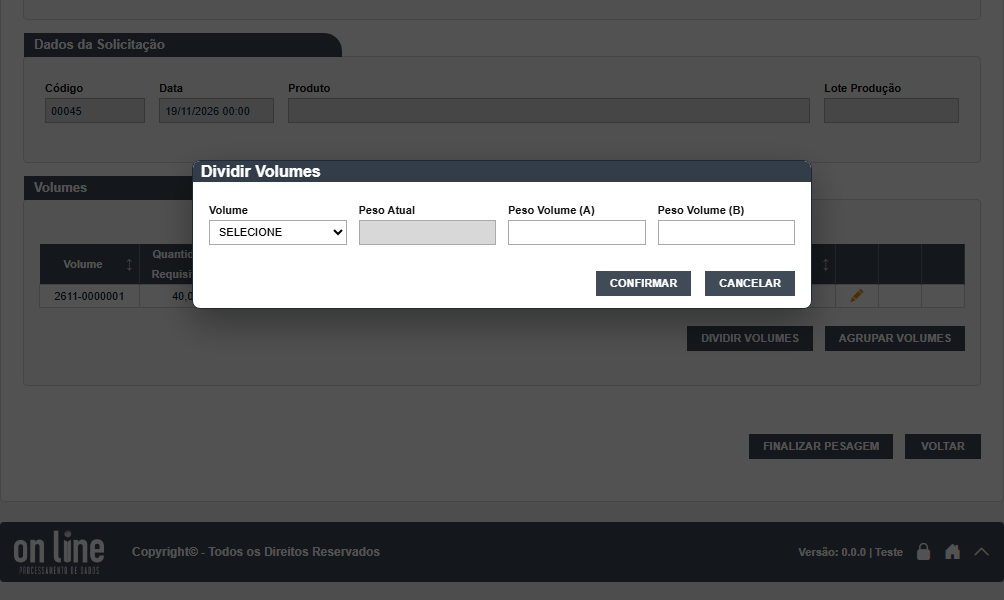 Dados da Solicitação
Código Data Produto Lote Produção
00045 19/11/2026 00:00
Dividir Volumes
Volume Peso Atual Peso Volume (A) Peso Volume (B)
SELECIONE
CONFIRMAR CANCELAR
Volumes
Volume
2611-0000001 40,
DIVIDIR VOLUMES AGRUPAR VOLUMES
FINALIZAR PESAGEM VOLTAR
on line
PROCESSAMENTO DE DADOS
Copyright© - Todos os Direitos Reservados
Versão: 0.0.0 | Teste